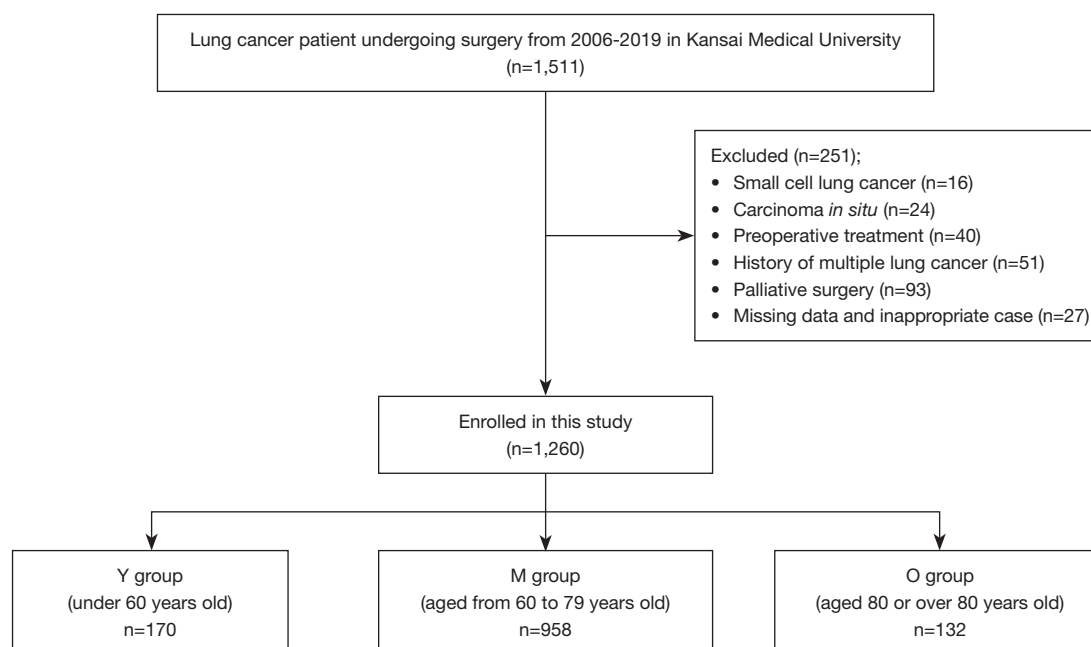 Lung cancer patient undergoing surgery from 2006-2019 in Kansai Medical University
(n=1,511)
Excluded (n=251);
• Small cell lung cancer (n=16)
• Carcinoma in situ (n=24)
• Preoperative treatment (n=40)
• History of multiple lung cancer (n=51)
• Palliative surgery (n=93)
• Missing data and inappropriate case (n=27)
Enrolled in this study
(n=1,260)
Y group
(under 60 years old)
n=170
M group
(aged from 60 to 79 years old)
n=958
O group
(aged 80 or over 80 years old)
n=132